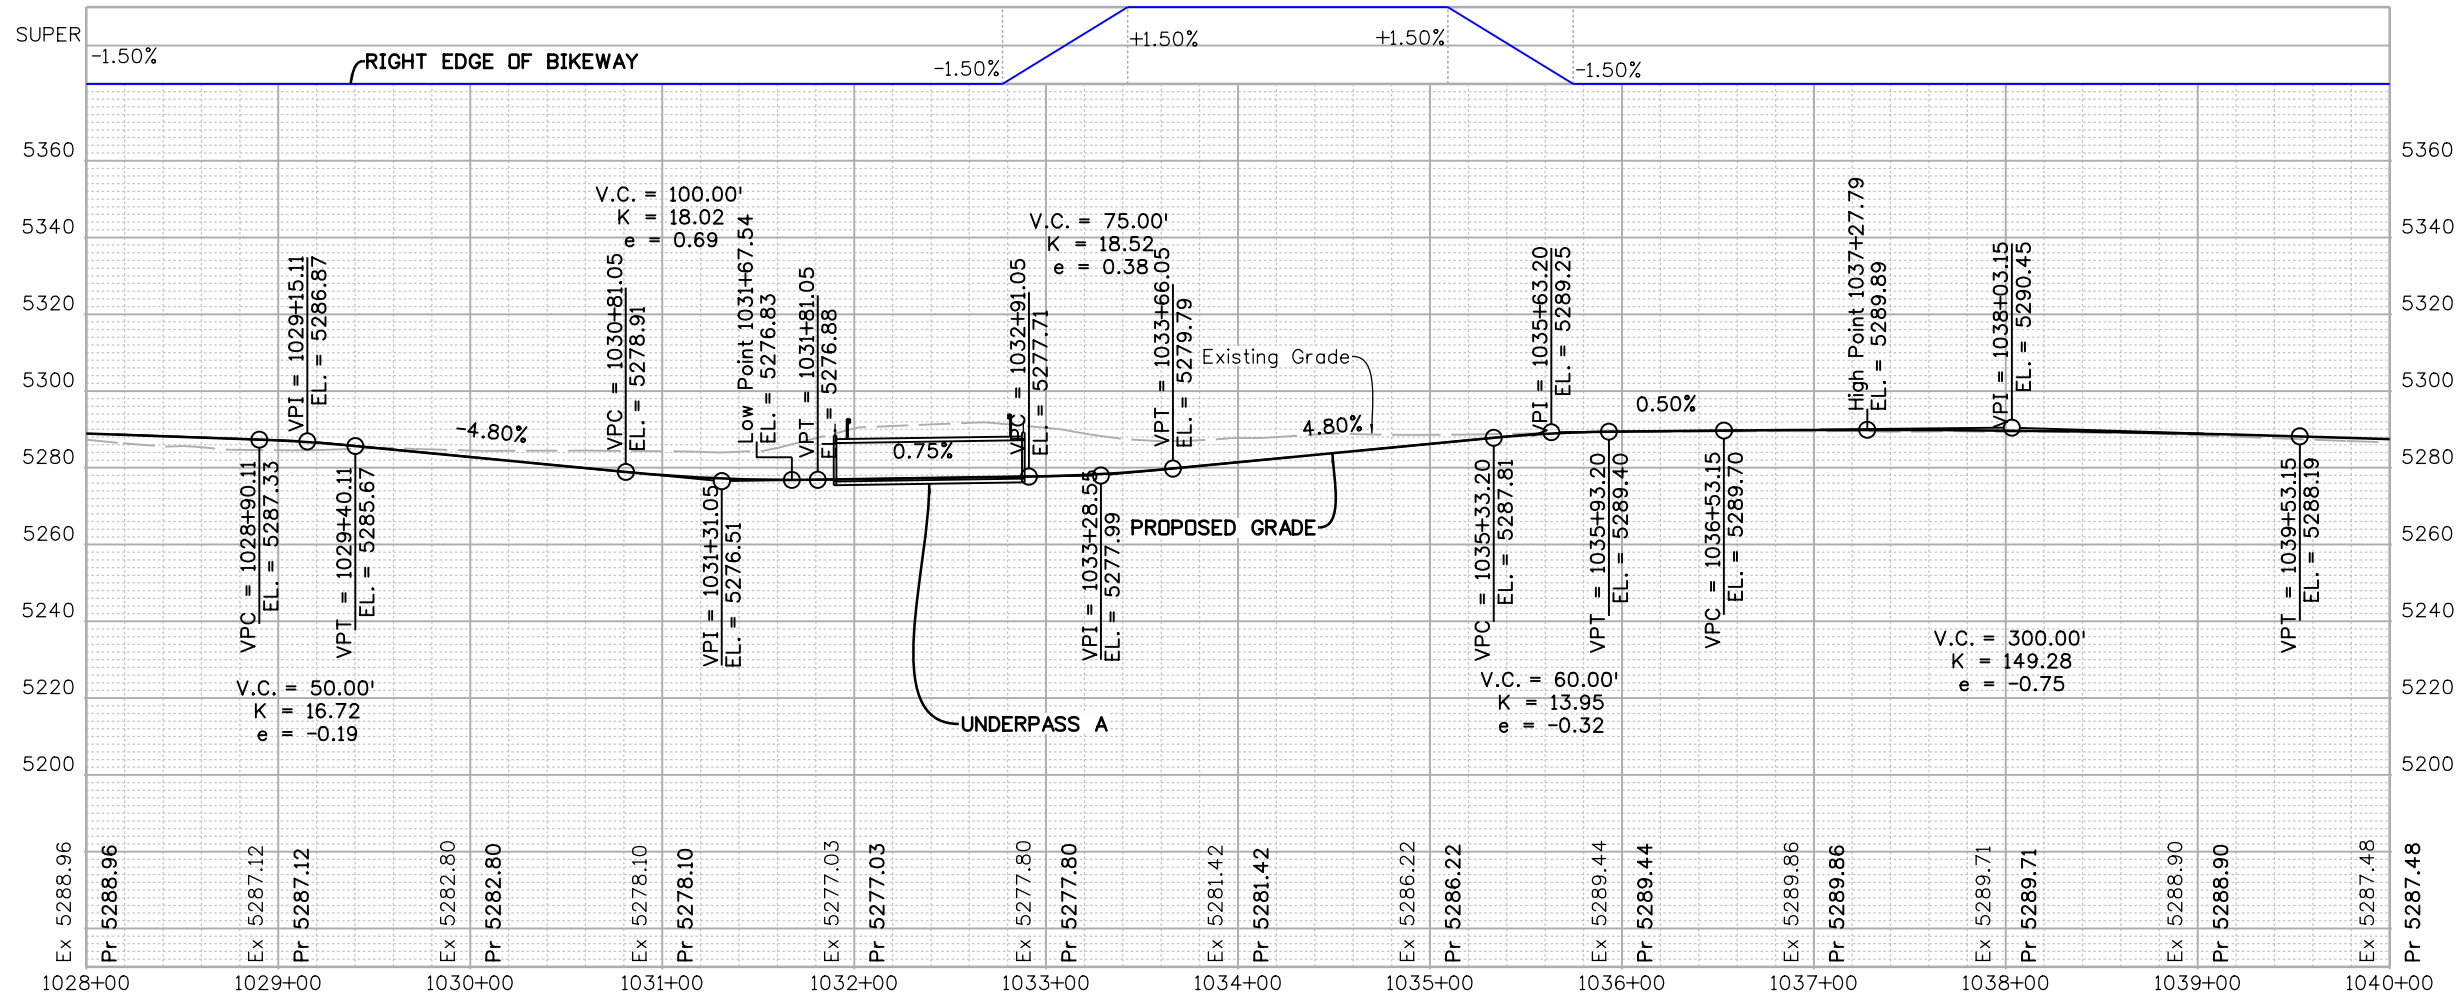 SUPER
-1.50%
RIGHT EDGE OF BIKEWAY
-1.50%
+1.50%
+1.50%
-1.50%
5360
5340
5320
5300
5280
5260
5240
5220
5200
5360
5340
5320
5300
5280
5260
5240
5220
5200
VPC = 1028+90.11
EL. = 5287.33
VPI = 1029+15.11
EL. = 5286.87
VPT = 1029+40.11
EL. = 5285.67
V.C. = 50.00'
K = 16.72
e = -0.19
-4.80%
V.C. = 100.00'
K = 18.02
e = 0.69
VPC = 1030+81.05
EL. = 5278.91
VPI = 1031+31.05
EL. = 5276.51
Low Point 1031+67.54
EL. = 5276.83
VPT = 1031+81.05
EL. = 5276.88
0.75%
UNDERPASS A
V.C. = 75.00'
K = 18.52
e = 0.38
VPC = 1032+91.05
EL. = 5277.71
VPI = 1033+28.55
EL. = 5277.99
VPT = 1033+66.05
EL. = 5279.79
Existing Grade
4.80%
PROPOSED GRADE
VPC = 1035+33.20
EL. = 5287.81
VPI = 1035+63.20
EL. = 5289.25
VPT = 1035+93.20
EL. = 5289.40
V.C. = 60.00'
K = 13.95
e = -0.32
0.50%
VPC = 1036+53.15
EL. = 5289.70
High Point 1037+27.79
EL. = 5289.89
VPI = 1038+03.15
EL. = 5290.45
V.C. = 300.00'
K = 149.28
e = -0.75
VPT = 1039+53.15
EL. = 5288.19
Ex 5288.96
Pr 5288.96
Ex 5287.12
Pr 5287.12
Ex 5282.80
Pr 5282.80
Ex 5278.10
Pr 5278.10
Ex 5277.03
Pr 5277.03
Ex 5277.80
Pr 5277.80
Ex 5281.42
Pr 5281.42
Ex 5286.22
Pr 5286.22
Ex 5289.44
Pr 5289.44
Ex 5289.86
Pr 5289.86
Ex 5289.71
Pr 5289.71
Ex 5288.90
Pr 5288.90
Ex 5287.48
Pr 5287.48
1028+00
1029+00
1030+00
1031+00
1032+00
1033+00
1034+00
1035+00
1036+00
1037+00
1038+00
1039+00
1040+00